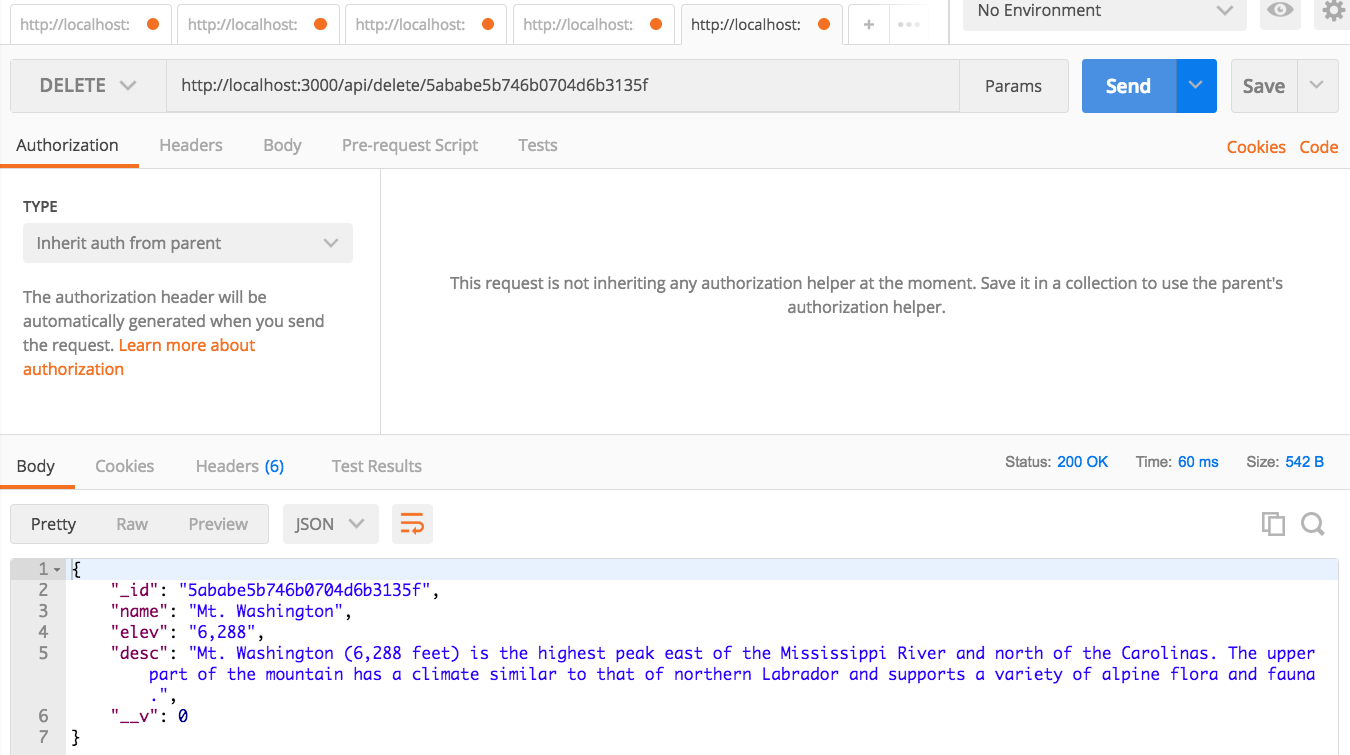 http://localhost: http://localhost: http://localhost: http://localhost: http://localhost: + No Environment
DELETE http://localhost:3000/api/delete/5ababe5b746b0704d6b3135f Params Send Save
Authorization Headers Body Pre-request Script Tests Cookies Code
TYPE
Inherit auth from parent
The authorization header will be
automatically generated when you send
the request. Learn more about
authorization
This request is not inheriting any authorization helper at the moment. Save it in a collection to use the parent's
authorization helper.
Body Cookies Headers (6) Test Results Status: 200 OK Time: 60 ms Size: 542 B
Pretty Raw Preview JSON
1 {
2 "_id": "5ababe5b746b0704d6b3135f",
3 "name": "Mt. Washington",
4 "elev": "6,288",
5 "desc": "Mt. Washington (6,288 feet) is the highest peak east of the Mississippi River and north of the Carolinas. The upper
part of the mountain has a climate similar to that of northern Labrador and supports a variety of alpine flora and fauna
.",
6 "__v": 0
7 }